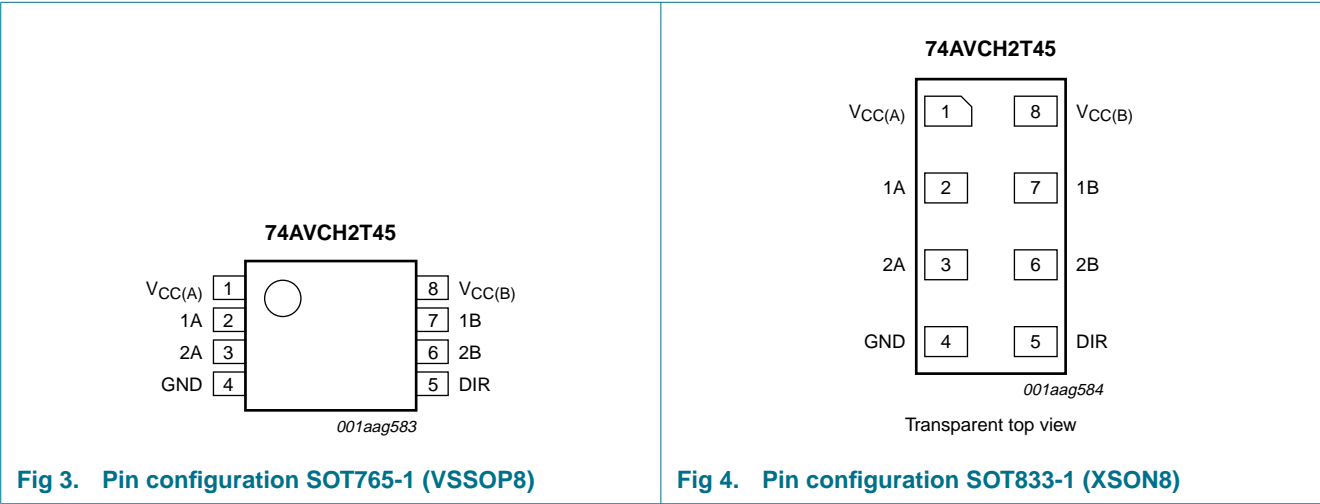 74AVCH2T45
VCC(A) 1 8 VCC(B)
1A 2 7 1B
2A 3 6 2B
GND 4 5 DIR
001aag583
Fig 3. Pin configuration SOT765-1 (VSSOP8)
74AVCH2T45
VCC(A) 1 8 VCC(B)
1A 2 7 1B
2A 3 6 2B
GND 4 5 DIR
001aag584
Transparent top view
Fig 4. Pin configuration SOT833-1 (XSON8)